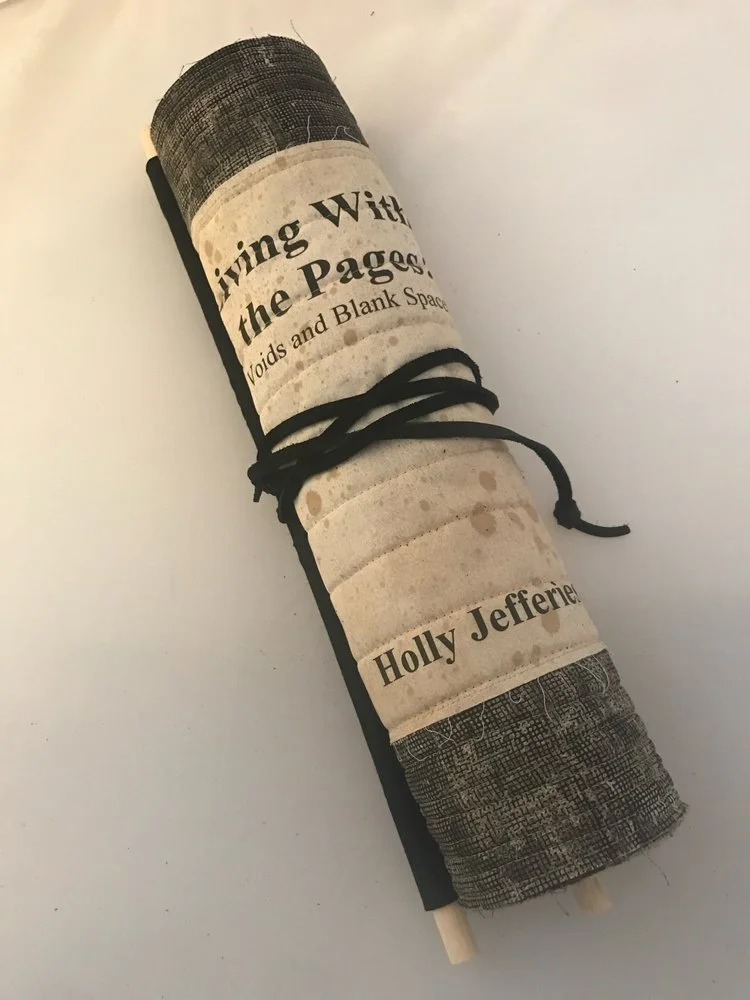 iving With
the Pages:
Voids and Blank Space
Holly Jefferies